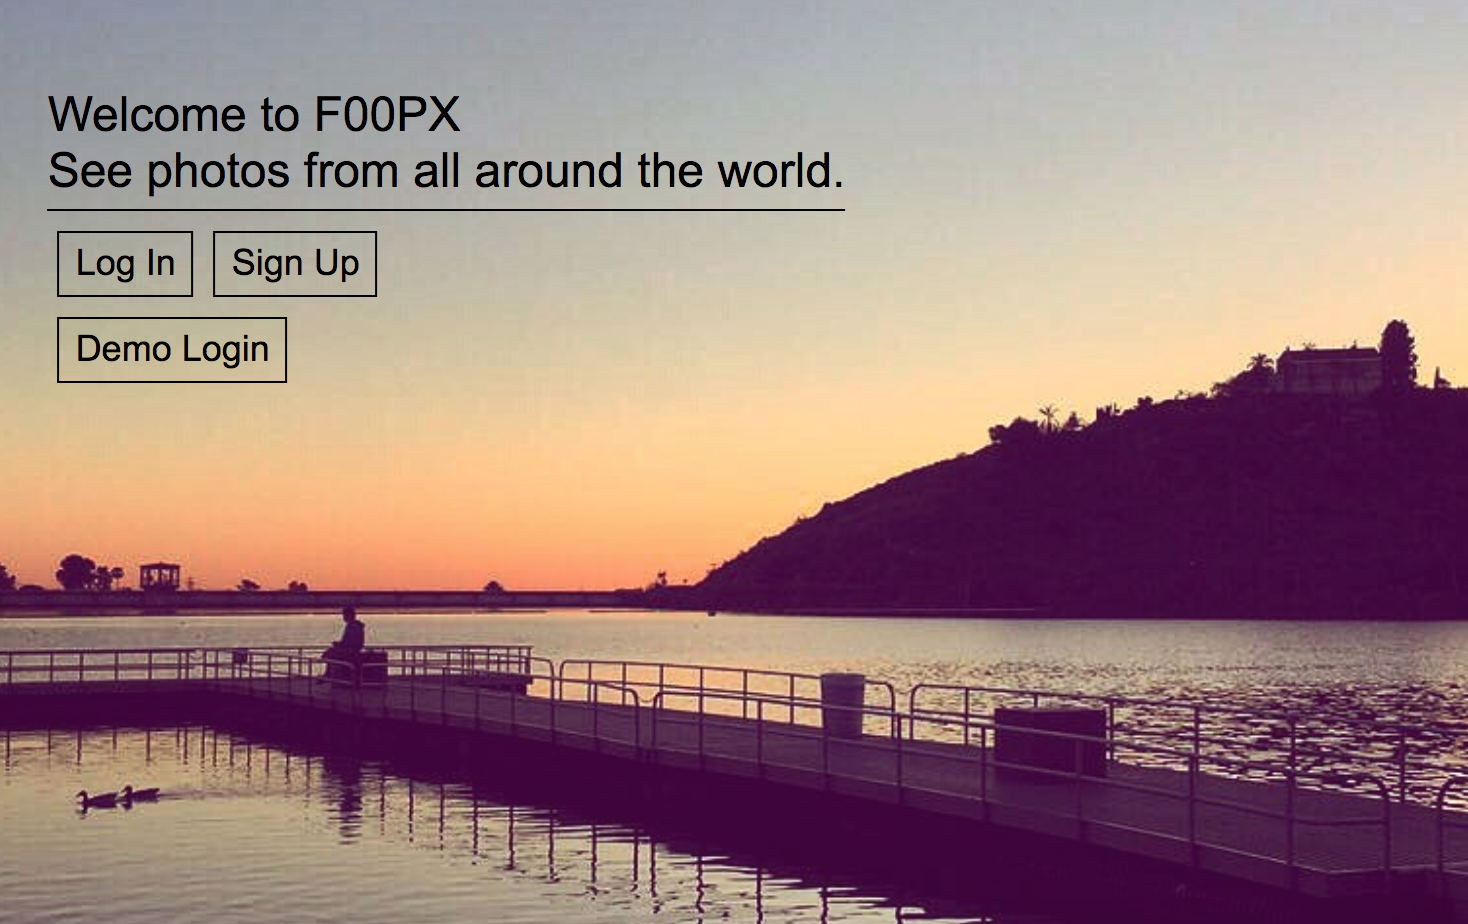 Welcome to F00PX
See photos from all around the world.
Log In
Sign Up
Demo Login